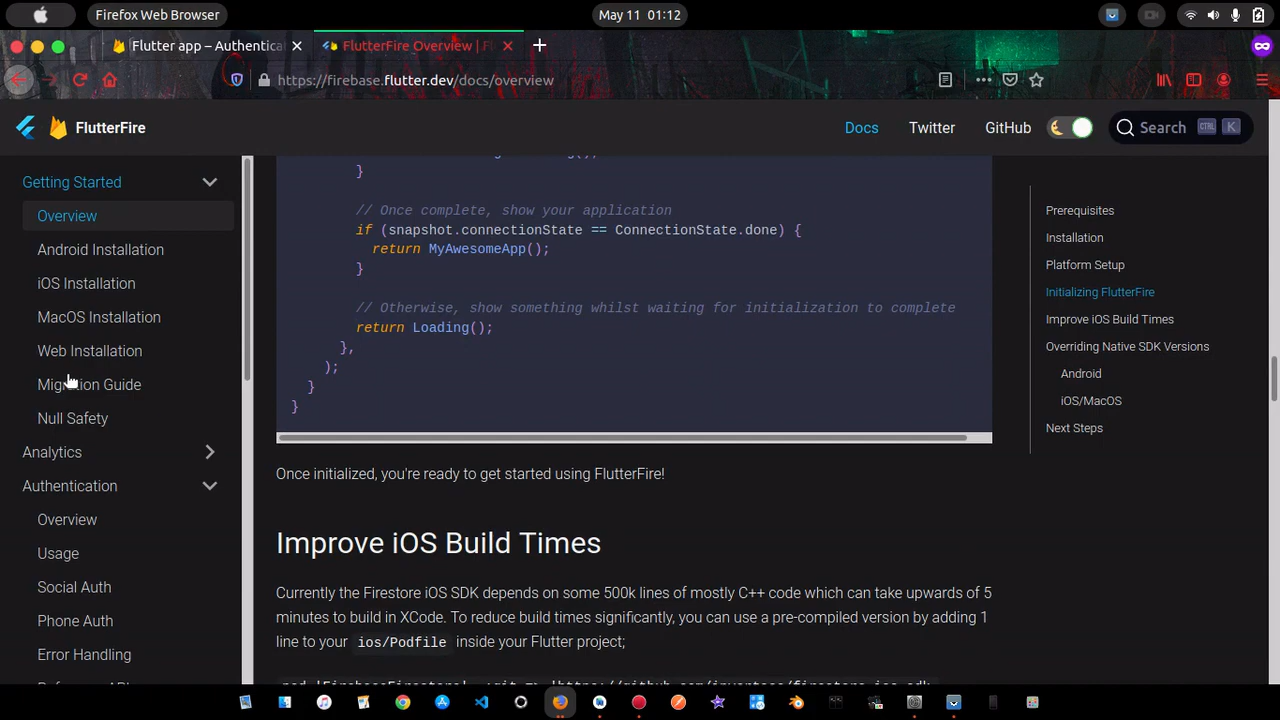 Firefox Web Browser
May 11 01:12
Flutter app – Authentica
FlutterFire Overview | Fl
https://firebase.flutter.dev/docs/overview
FlutterFire
Docs
Twitter
GitHub
Search
CTRL
K
Getting Started
Overview
Android Installation
iOS Installation
MacOS Installation
Web Installation
Migration Guide
Null Safety
Analytics
Authentication
Overview
Usage
Social Auth
Phone Auth
Error Handling
}
// Once complete, show your application
if (snapshot.connectionState == ConnectionState.done) {
return MyAwesomeApp();
}
// Otherwise, show something whilst waiting for initialization to complete
return Loading();
},
);
}
}
Once initialized, you're ready to get started using FlutterFire!
Improve iOS Build Times
Currently the Firestore iOS SDK depends on some 500k lines of mostly C++ code which can take upwards of 5
minutes to build in XCode. To reduce build times significantly, you can use a pre-compiled version by adding 1
line to your ios/Podfile inside your Flutter project;
Prerequisites
Installation
Platform Setup
Initializing FlutterFire
Improve iOS Build Times
Overriding Native SDK Versions
Android
iOS/MacOS
Next Steps